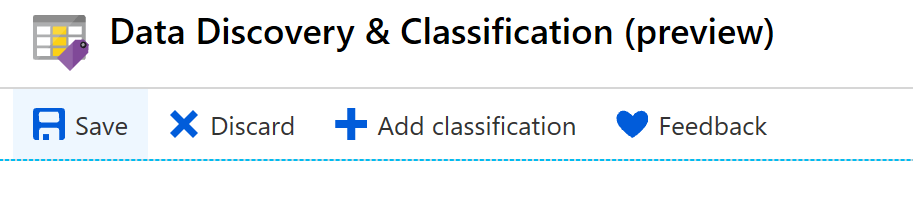 Data Discovery & Classification (preview)
Save Discard Add classification Feedback